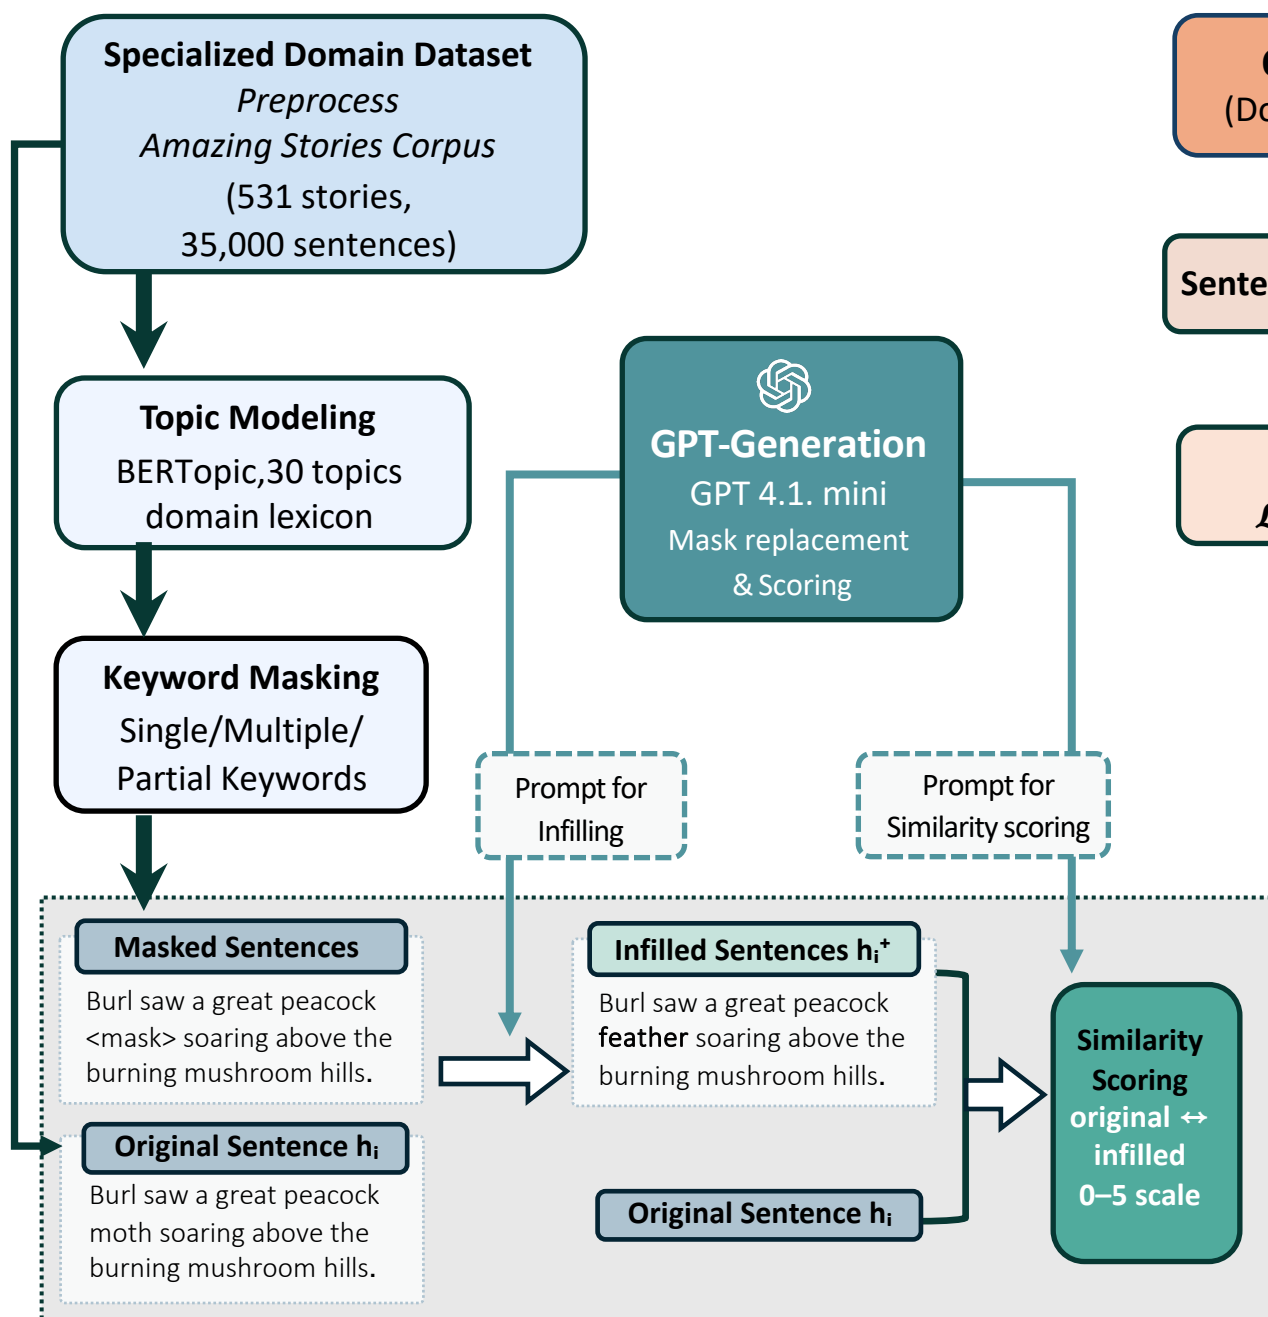 Specialized Domain Dataset
Preprocess
Amazing Stories Corpus
(531 stories,
35,000 sentences)
Topic Modeling
BERTopic,30 topics
domain lexicon
Keyword Masking
Single/Multiple/
Partial Keywords
GPT-Generation
GPT 4.1. mini
Mask replacement
& Scoring
Prompt for
Infilling
Prompt for
Similarity scoring
Masked Sentences
Burl saw a great peacock
<mask> soaring above the
burning mushroom hills.
Original Sentence hᵢ
Burl saw a great peacock
moth soaring above the
burning mushroom hills.
Infilled Sentences hᵢ⁺
Burl saw a great peacock
feather soaring above the
burning mushroom hills.
Original Sentence hᵢ
Similarity
Scoring
original ↔
infilled
0–5 scale
(Do
Sente
ℒ